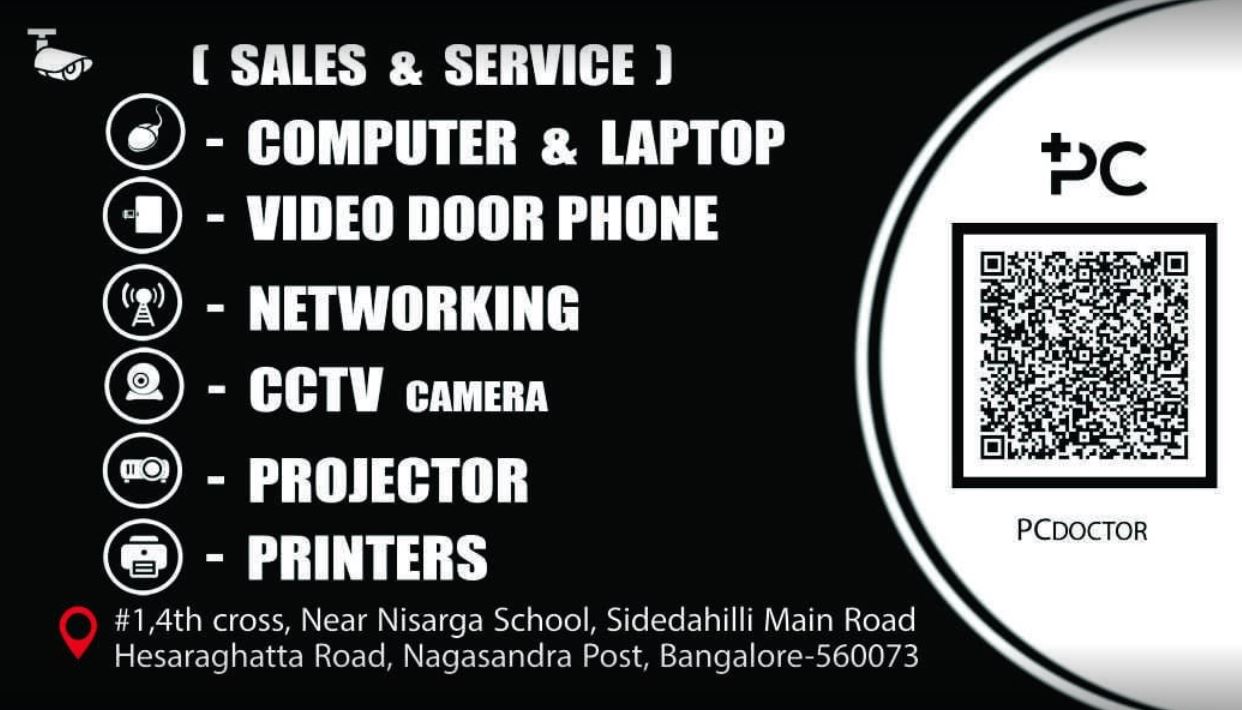 ( SALES & SERVICE )
- COMPUTER & LAPTOP
- VIDEO DOOR PHONE
- NETWORKING
- CCTV CAMERA
- PROJECTOR
- PRINTERS
#1,4th cross, Near Nisarga School, Sidedahilli Main Road
Hesaraghatta Road, Nagasandra Post, Bangalore-560073
PC
PCDOCTOR